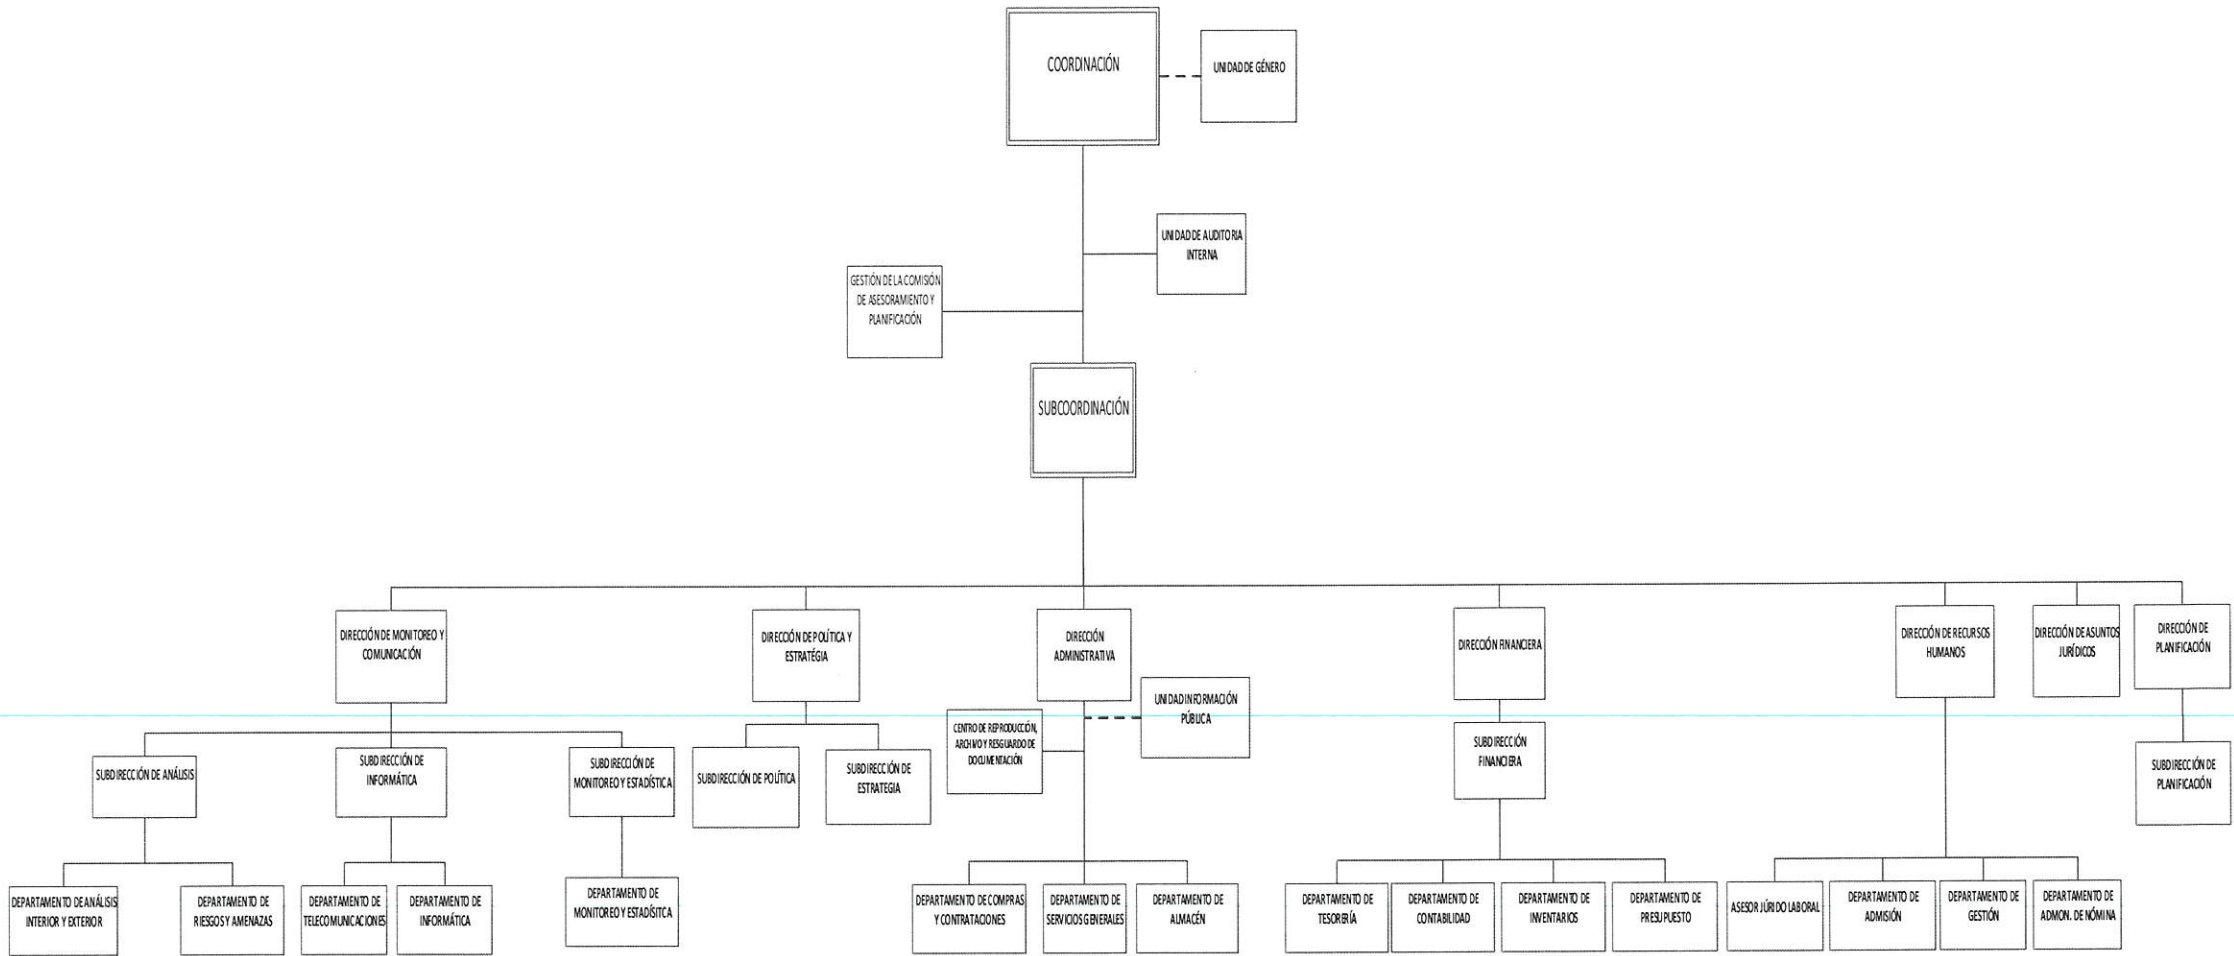 COORDINACIÓN
UNIDAD DE GÉNERO
UNIDAD DE AUDITORIA
INTERNA
GESTIÓN DE LA COMISIÓN
DE ASESORAMIENTO Y
PLANIFICACIÓN
SUBCOORDINACIÓN
DIRECCIÓN DE MONITOREO Y
COMUNICACIÓN
DIRECCIÓN DE POLÍTICA Y
ESTRATÉGIA
DIRECCIÓN
ADMINISTRATIVA
DIRECCIÓN FINANCIERA
DIRECCIÓN DE RECURSOS
HUMANOS
DIRECCIÓN DE ASUNTOS
JURÍDICOS
DIRECCIÓN DE
PLANIFICACIÓN
UNIDAD INFORMACIÓN
PÚBLICA
CENTRO DE REPRODUCCIÓN,
ARCHIVO Y RESGUARDO DE
DOCUMENTACIÓN
SUBDIRECCIÓN DE ANÁLISIS
SUBDIRECCIÓN DE
INFORMÁTICA
SUBDIRECCIÓN DE
MONITOREO Y ESTADÍSTICA
SUBDIRECCIÓN DE POLÍTICA
SUBDIRECCIÓN DE
ESTRATEGIA
SUBDIRECCIÓN
FINANCIERA
SUBDIRECCIÓN DE
PLANIFICACIÓN
DEPARTAMENTO DE ANÁLISIS
INTERIOR Y EXTERIOR
DEPARTAMENTO DE
RIESGOS Y AMENAZAS
DEPARTAMENTO DE
TELECOMUNICACIONES
DEPARTAMENTO DE
INFORMÁTICA
DEPARTAMENTO DE
MONITOREO Y ESTADÍSITCA
DEPARTAMENTO DE COMPRAS
Y CONTRATACIONES
DEPARTAMENTO DE
SERVICIOS GENERALES
DEPARTAMENTO DE
ALMACÉN
DEPARTAMENTO DE
TESORERÍA
DEPARTAMENTO DE
CONTABILIDAD
DEPARTAMENTO DE
INVENTARIOS
DEPARTAMENTO DE
PRESUPUESTO
ASESOR JÚRIDO LABORAL
DEPARTAMENTO DE
ADMISIÓN
DEPARTAMENTO DE
GESTIÓN
DEPARTAMENTO DE
ADMON. DE NÓMINA